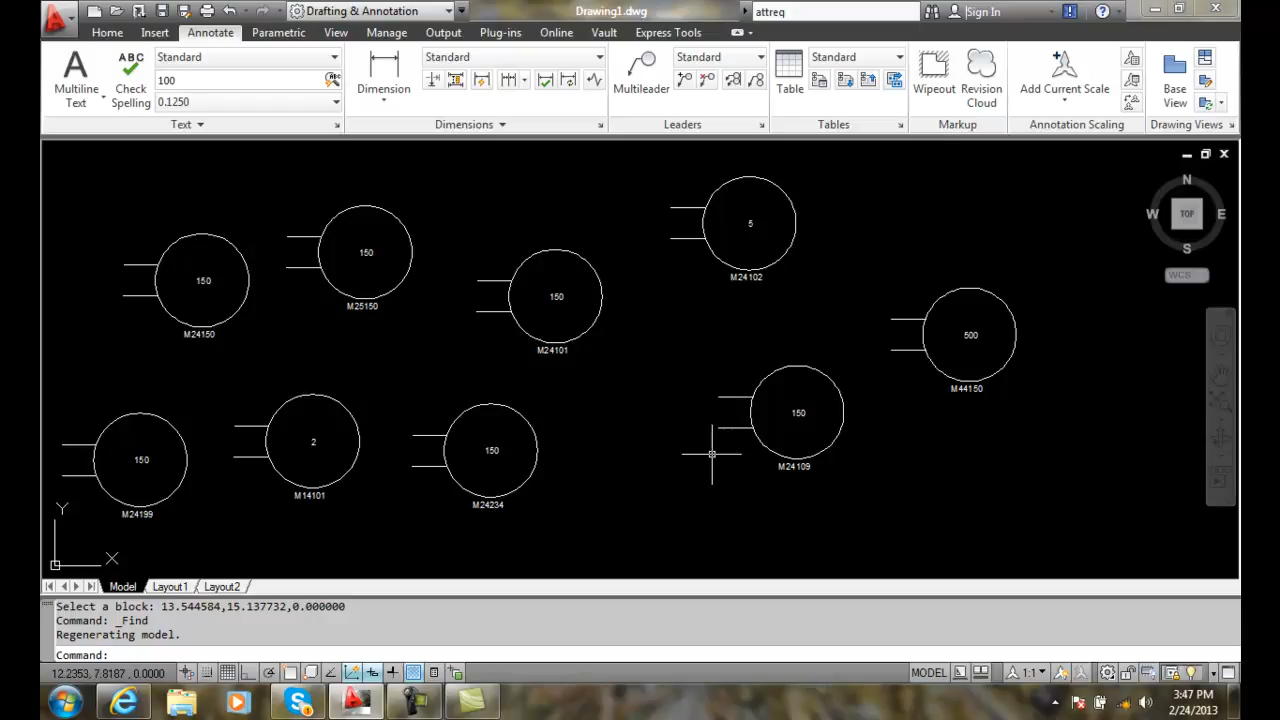 Drafting & Annotation
Drawing1.dwg
attreq
Sign In
Home Insert Annotate Parametric View Manage Output Plug-ins Online Vault Express Tools
A
Multiline Text
ABC
Check Spelling
Standard
100
0.1250
Text
Dimension
Standard
Dimensions
Multileader
Standard
Leaders
Table
Standard
Tables
Wipeout
Revision Cloud
Markup
Add Current Scale
Annotation Scaling
Base View
Drawing Views
N
W TOP E
S
WCS
5
M24102
150
M25150
150
M24150
150
M24101
500
M44150
150
M24109
2
M14101
150
M24234
150
M24199
Y
X
Model Layout1 Layout2
Select a block: 13.544584,15.137732,0.000000
Command: _Find
Regenerating model.
Command:
12.2353, 7.8187 , 0.0000
MODEL
1:1
3:47 PM
2/24/2013